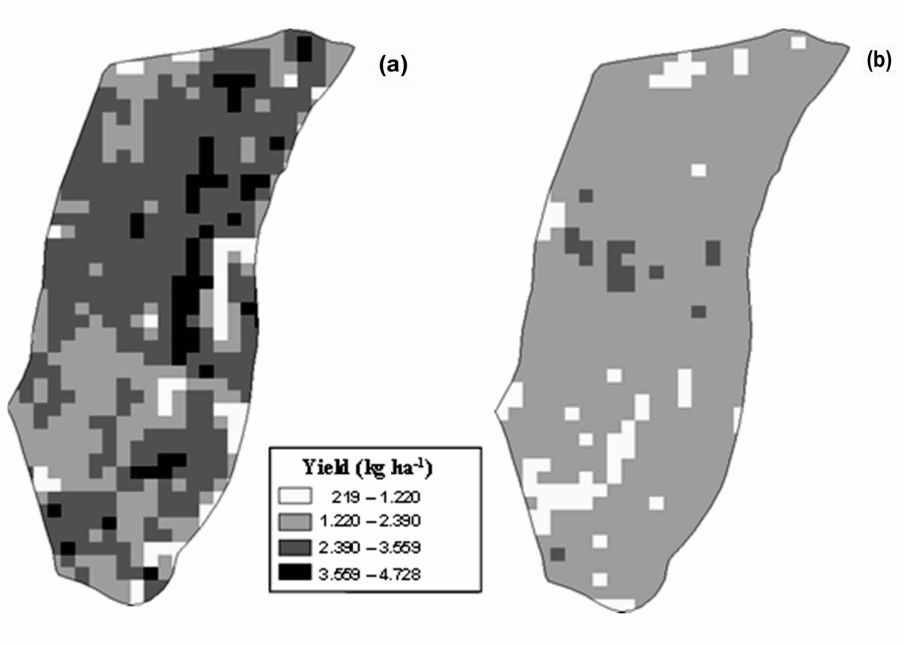 (a)
(b)
Yield (kg ha-1)
219 – 1.220
1.220 – 2.390
2.390 – 3.559
3.559 – 4.728